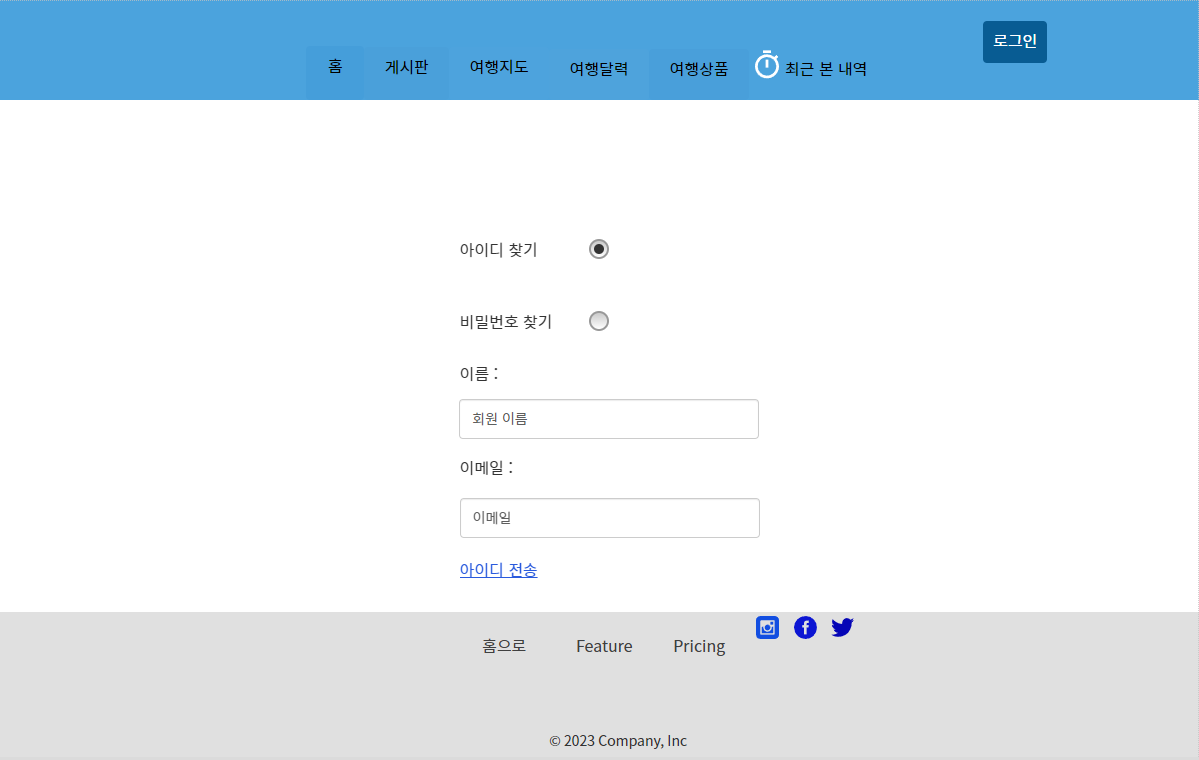 로그인
홈 게시판 여행지도 여행달력 여행상품 최근 본 내역
아이디 찾기
비밀번호 찾기
이름 :
회원 이름
이메일 :
이메일
아이디 전송
홈으로 Feature Pricing
© 2023 Company, Inc